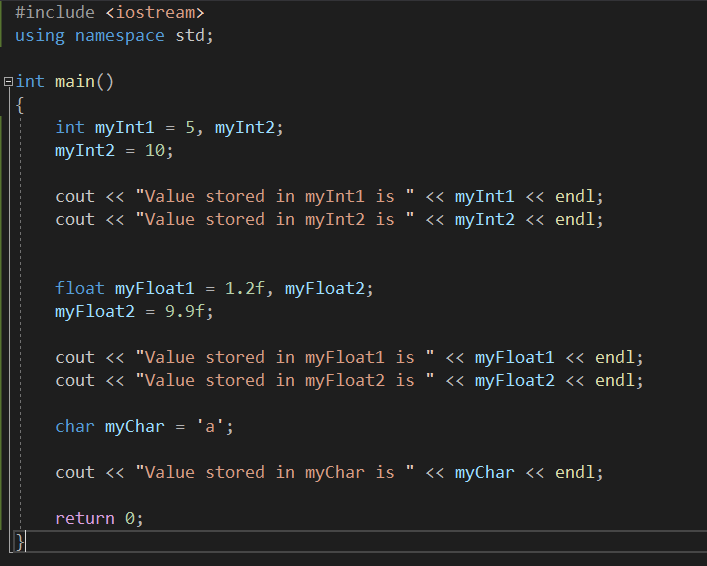 #include <iostream>
using namespace std;
int main()
{
int myInt1 = 5, myInt2;
myInt2 = 10;
cout << "Value stored in myInt1 is " << myInt1 << endl;
cout << "Value stored in myInt2 is " << myInt2 << endl;
float myFloat1 = 1.2f, myFloat2;
myFloat2 = 9.9f;
cout << "Value stored in myFloat1 is " << myFloat1 << endl;
cout << "Value stored in myFloat2 is " << myFloat2 << endl;
char myChar = 'a';
cout << "Value stored in myChar is " << myChar << endl;
return 0;
}